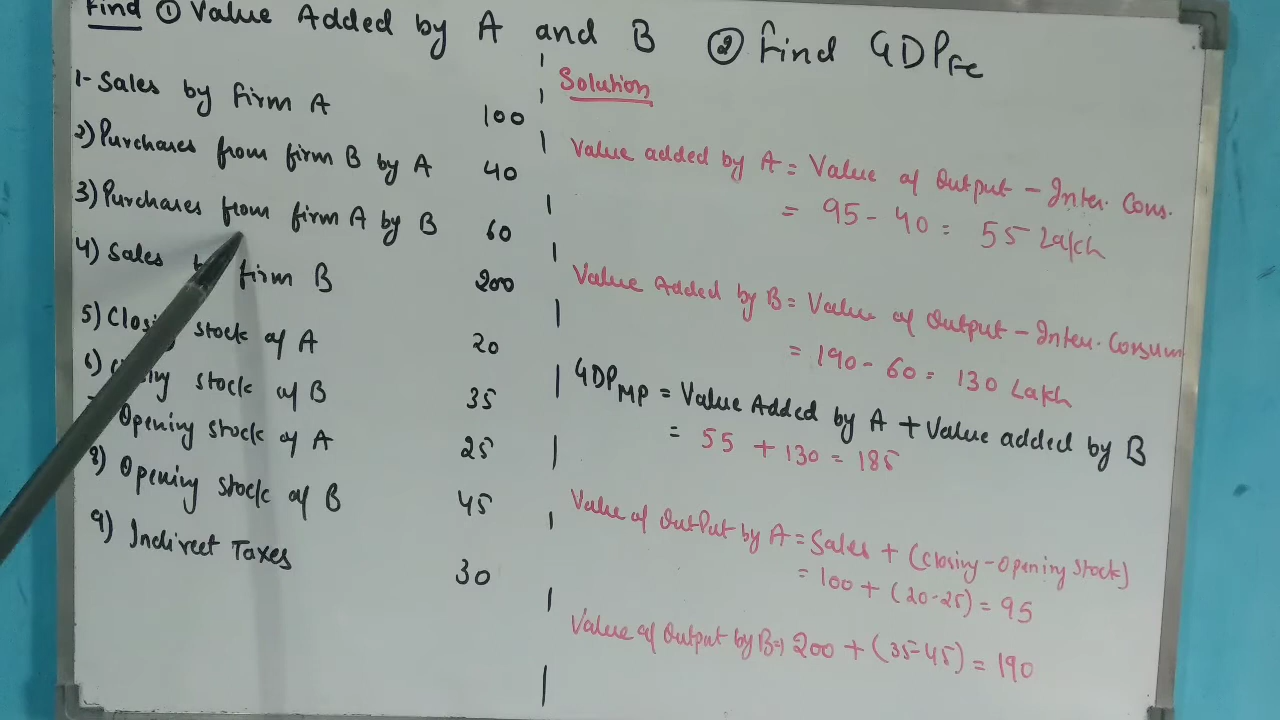 Find ① Value Added by A and B ② Find GDPFC
1- Sales by firm A 100
2) Purchases from firm B by A 40
3) Purchases from firm A by B 60
4) Sales firm B 200
5) Closing stock of A 20
6) stock of B 35
Opening stock of A 25
8) Opening stock of B 45
9) Indirect Taxes 30
Solution
Value added by A = Value of Output - Inter. Cons.
= 95 - 40 = 55 Lakh
Value Added by B = Value of Output - Inter. Consum
= 190 - 60 = 130 Lakh
GDPMP = Value Added by A + Value added by B
= 55 + 130 = 185
Value of Output by A = Sales + (Closing - Opening Stock)
= 100 + (20-25) = 95
Value of Output by B => 200 + (35-45) = 190